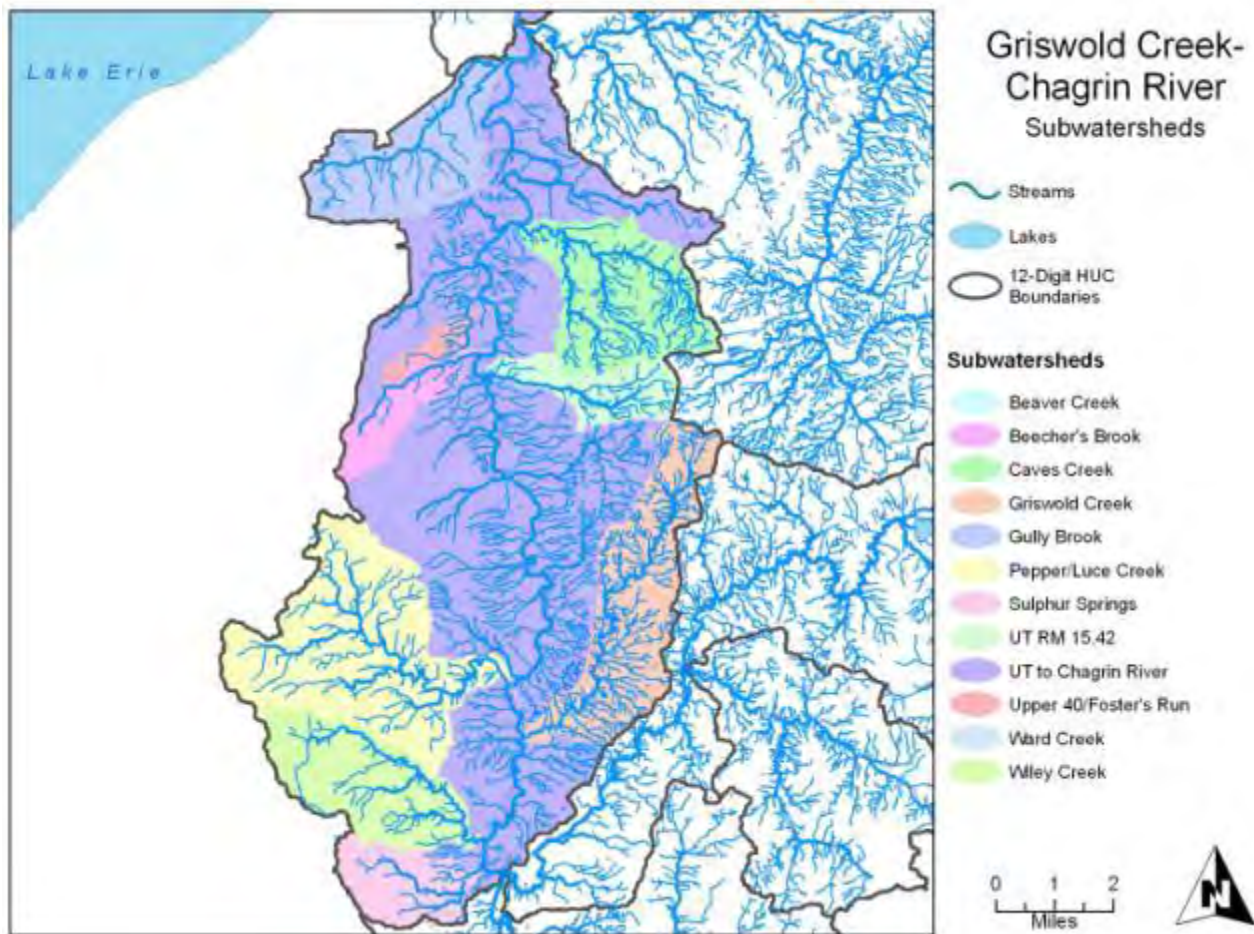 Lake Erie
Griswold Creek-
Chagrin River
Subwatersheds
Streams
Lakes
12-Digit HUC
Boundaries
Subwatersheds
Beaver Creek
Beecher's Brook
Caves Creek
Griswold Creek
Gully Brook
Pepper/Luce Creek
Sulphur Springs
UT RM 15.42
UT to Chagrin River
Upper 40/Foster's Run
Ward Creek
Wiley Creek
0 1 2
Miles
N